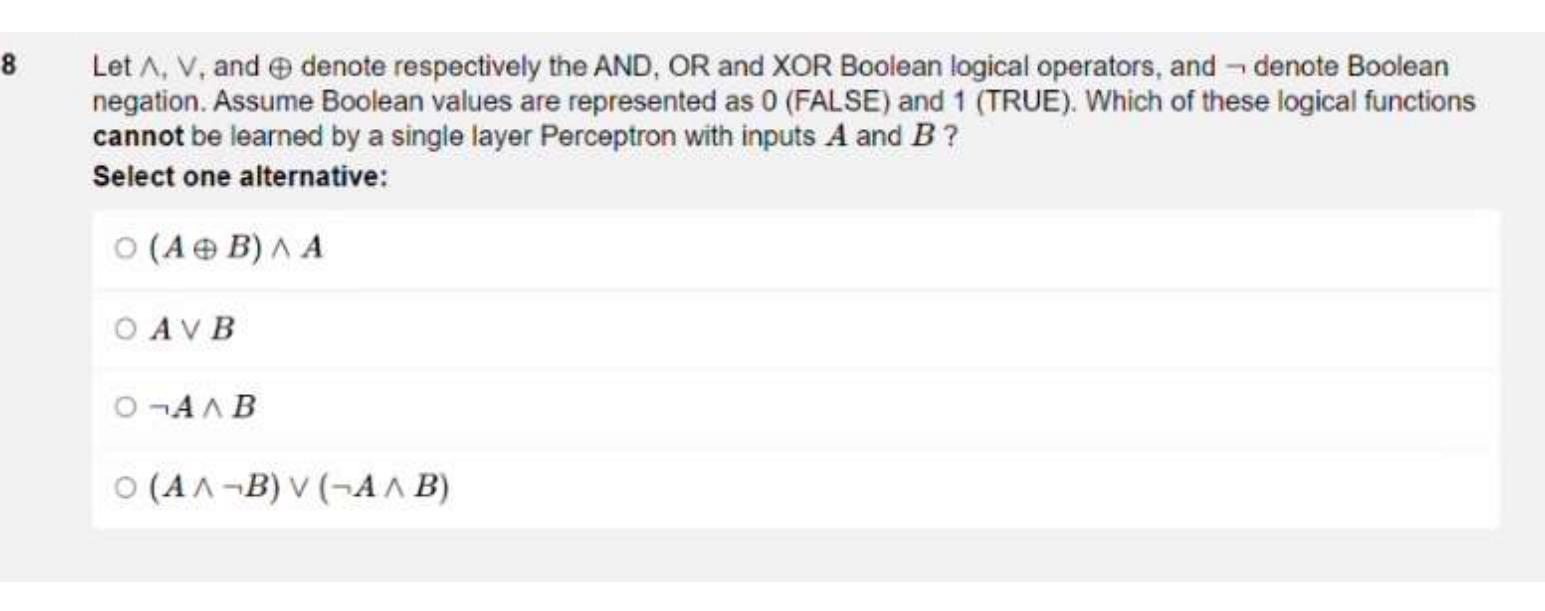 8
Let ∧, ∨, and ⊕ denote respectively the AND, OR and XOR Boolean logical operators, and ¬ denote Boolean
negation. Assume Boolean values are represented as 0 (FALSE) and 1 (TRUE). Which of these logical functions
cannot be learned by a single layer Perceptron with inputs A and B ?
Select one alternative:
(A ⊕ B) ∧ A
A ∨ B
¬A ∧ B
(A ∧ ¬B) ∨ (¬A ∧ B)